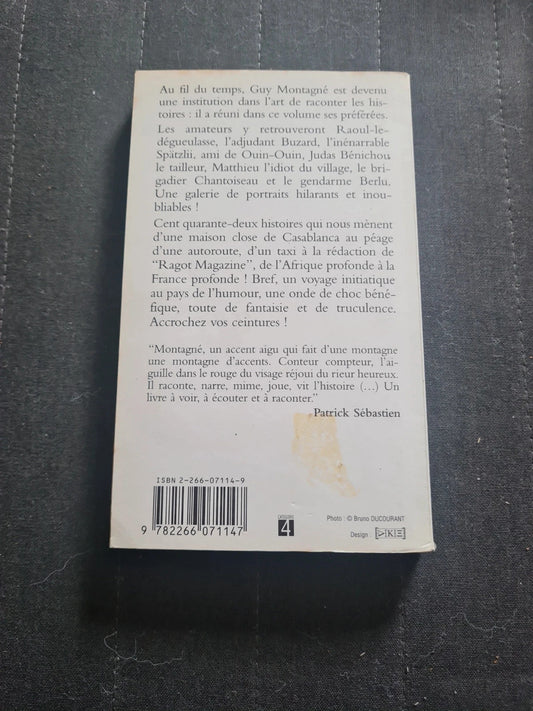 Au fil du temps, Guy Montagné est devenu
une institution dans l'art de raconter les his-
toires : il a réuni dans ce volume ses préférées.
Les amateurs y retrouveront Raoul-le-
dégueulasse, l'adjudant Buzard, l'inénarrable
Spätzlii, ami de Ouin-Ouin, Judas Bénichou
le tailleur, Matthieu l'idiot du village, le bri-
gadier Chantoiseau et le gendarme Berlu.
Une galerie de portraits hilarants et inou-
bliables !
Cent quarante-deux histoires qui nous mènent
d'une maison close de Casablanca au péage
d'une autoroute, d'un taxi à la rédaction de
“Ragot Magazine”, de l'Afrique profonde à la
France profonde ! Bref, un voyage initiatique
au pays de l'humour, une onde de choc béné-
fique, toute de fantaisie et de truculence.
Accrochez vos ceintures !
“Montagné, un accent aigu qui fait d'une montagne
une montagne d'accents. Conteur compteur, l'ai-
guille dans le rouge du visage réjoui du rieur heureux.
Il raconte, narre, mime, joue, vit l'histoire (...) Un
livre à voir, à écouter et à raconter.”
Patrick Sébastien
ISBN 2-266-07114-9
9 782266 071147
CATÉGORIE
4
Photo : © Bruno DUCOURANT
Design :